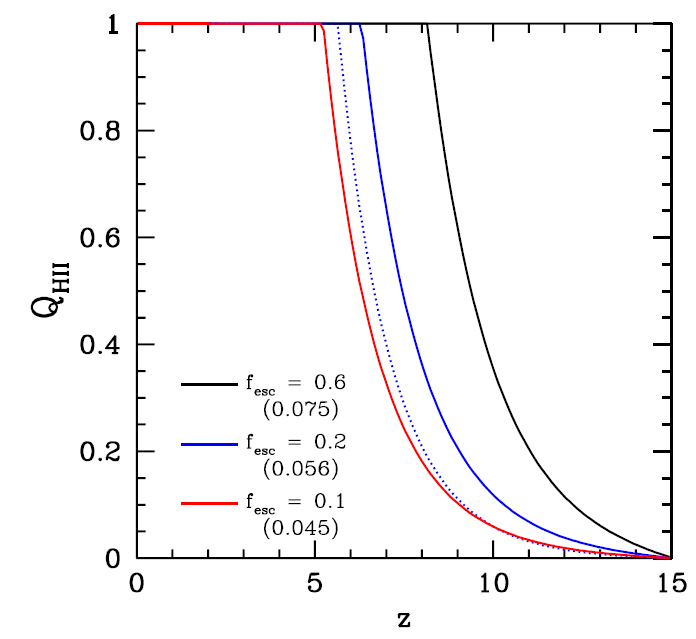 1
0.8
0.6
0.4
0.2
0
Q_HII
f_esc = 0.6
(0.075)
f_esc = 0.2
(0.056)
f_esc = 0.1
(0.045)
0 5 10 15
z